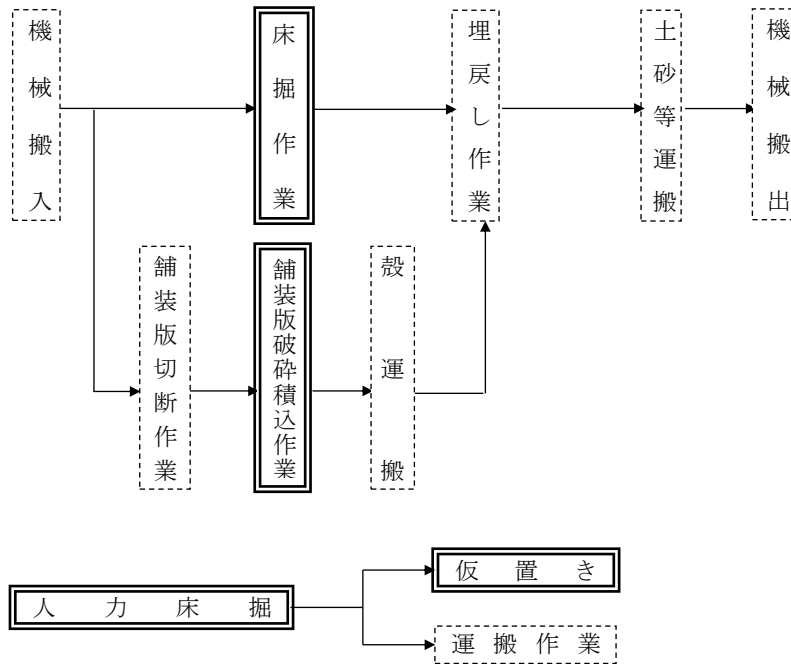 機械搬入
床掘作業
埋戻し作業
土砂等運搬
機械搬出
舗装版切断作業
舗装版破砕積込作業
殻運搬
人力床掘
仮置き
運搬作業